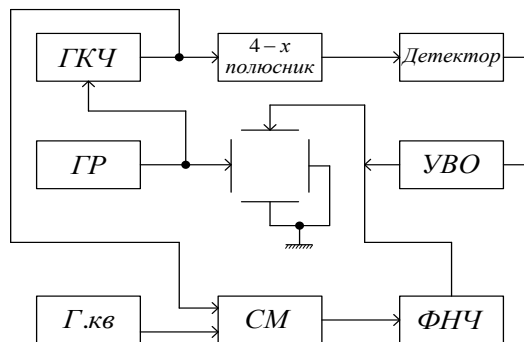 ГКЧ
4 – х
полюсник
Детектор
ГР
УВО
Г.кв
СМ
ФНЧ